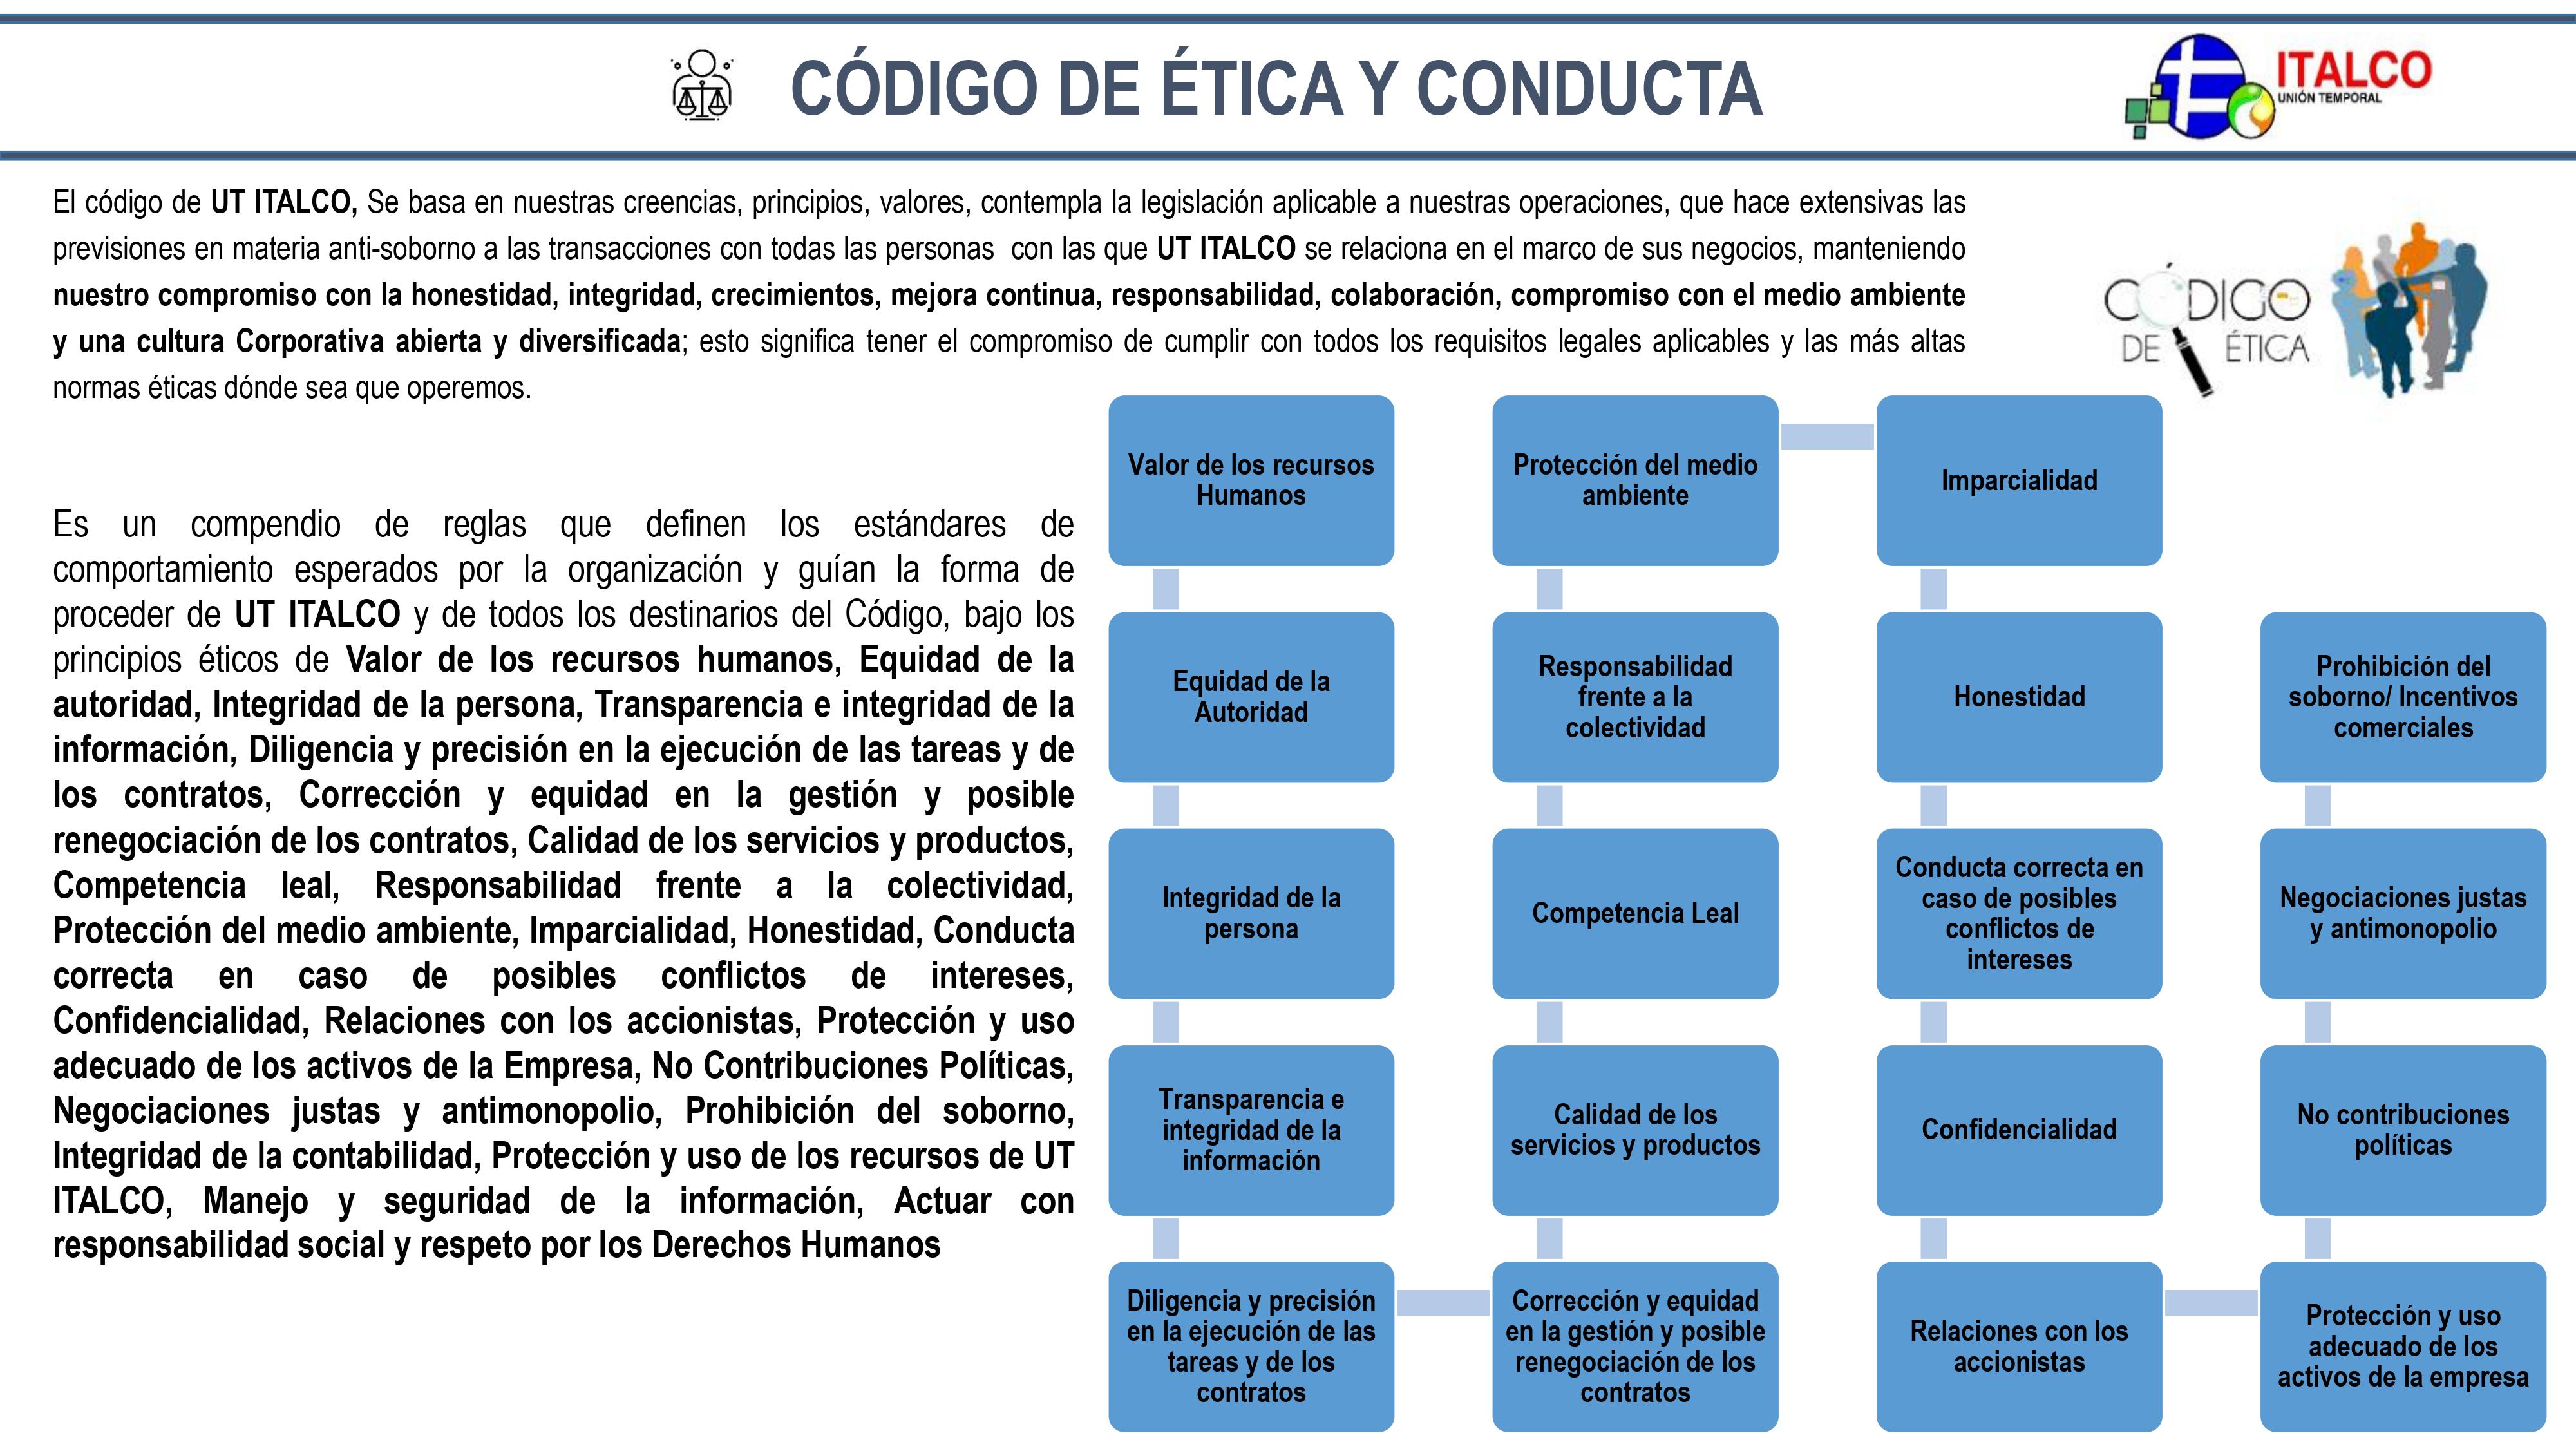 CÓDIGO DE ÉTICA Y CONDUCTA
ITALCO
UNIÓN TEMPORAL
El código de UT ITALCO, Se basa en nuestras creencias, principios, valores, contempla la legislación aplicable a nuestras operaciones, que hace extensivas las
previsiones en materia anti-soborno a las transacciones con todas las personas con las que UT ITALCO se relaciona en el marco de sus negocios, manteniendo
nuestro compromiso con la honestidad, integridad, crecimientos, mejora continua, responsabilidad, colaboración, compromiso con el medio ambiente
y una cultura Corporativa abierta y diversificada; esto significa tener el compromiso de cumplir con todos los requisitos legales aplicables y las más altas
normas éticas dónde sea que operemos.
CÓDIGO
DE ÉTICA
Es un compendio de reglas que definen los estándares de
comportamiento esperados por la organización y guían la forma de
proceder de UT ITALCO y de todos los destinarios del Código, bajo los
principios éticos de Valor de los recursos humanos, Equidad de la
autoridad, Integridad de la persona, Transparencia e integridad de la
información, Diligencia y precisión en la ejecución de las tareas y de
los contratos, Corrección y equidad en la gestión y posible
renegociación de los contratos, Calidad de los servicios y productos,
Competencia leal, Responsabilidad frente a la colectividad,
Protección del medio ambiente, Imparcialidad, Honestidad, Conducta
correcta en caso de posibles conflictos de intereses,
Confidencialidad, Relaciones con los accionistas, Protección y uso
adecuado de los activos de la Empresa, No Contribuciones Políticas,
Negociaciones justas y antimonopolio, Prohibición del soborno,
Integridad de la contabilidad, Protección y uso de los recursos de UT
ITALCO, Manejo y seguridad de la información, Actuar con
responsabilidad social y respeto por los Derechos Humanos
Valor de los recursos
Humanos
Equidad de la
Autoridad
Integridad de la
persona
Transparencia e
integridad de la
información
Diligencia y precisión
en la ejecución de las
tareas y de los
contratos
Corrección y equidad
en la gestión y posible
renegociación de los
contratos
Calidad de los
servicios y productos
Competencia Leal
Responsabilidad
frente a la
colectividad
Protección del medio
ambiente
Imparcialidad
Honestidad
Conducta correcta en
caso de posibles
conflictos de
intereses
Confidencialidad
Relaciones con los
accionistas
Protección y uso
adecuado de los
activos de la empresa
No contribuciones
políticas
Negociaciones justas
y antimonopolio
Prohibición del
soborno/ Incentivos
comerciales